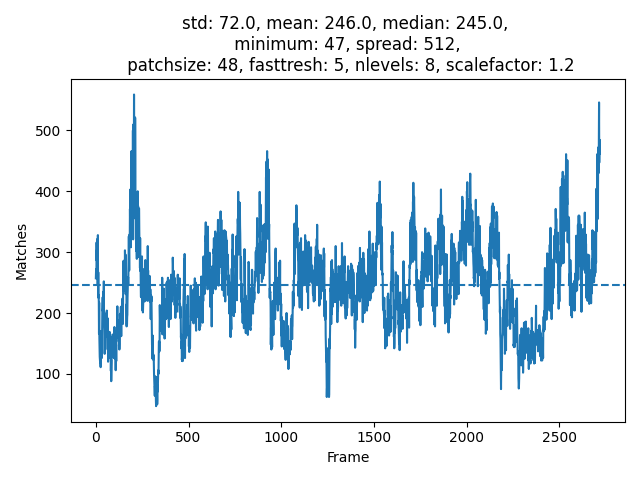 std: 72.0, mean: 246.0, median: 245.0,
minimum: 47, spread: 512,
patchsize: 48, fasttresh: 5, nlevels: 8, scalefactor: 1.2
500
400
300
200
100
Matches
0
500
1000
1500
2000
2500
Frame